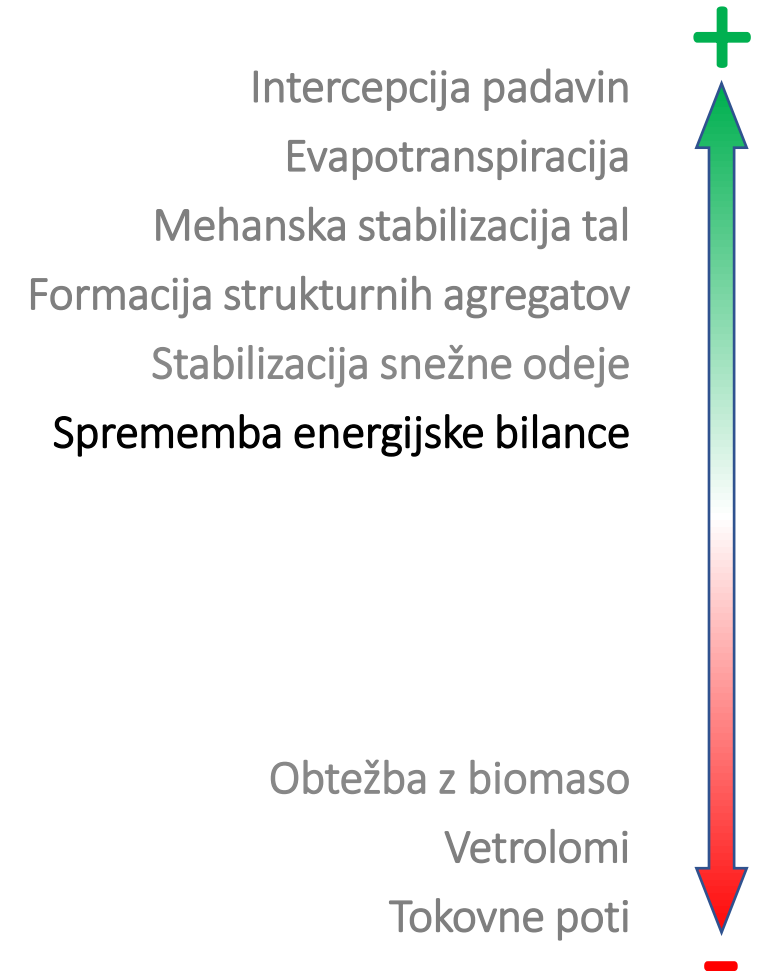 +
Intercepcija padavin
Evapotranspiracija
Mehanska stabilizacija tal
Formacija strukturnih agregatov
Stabilizacija snežne odeje
Sprememba energijske bilance
Obtežba z biomaso
Vetrolomi
Tokovne poti
-